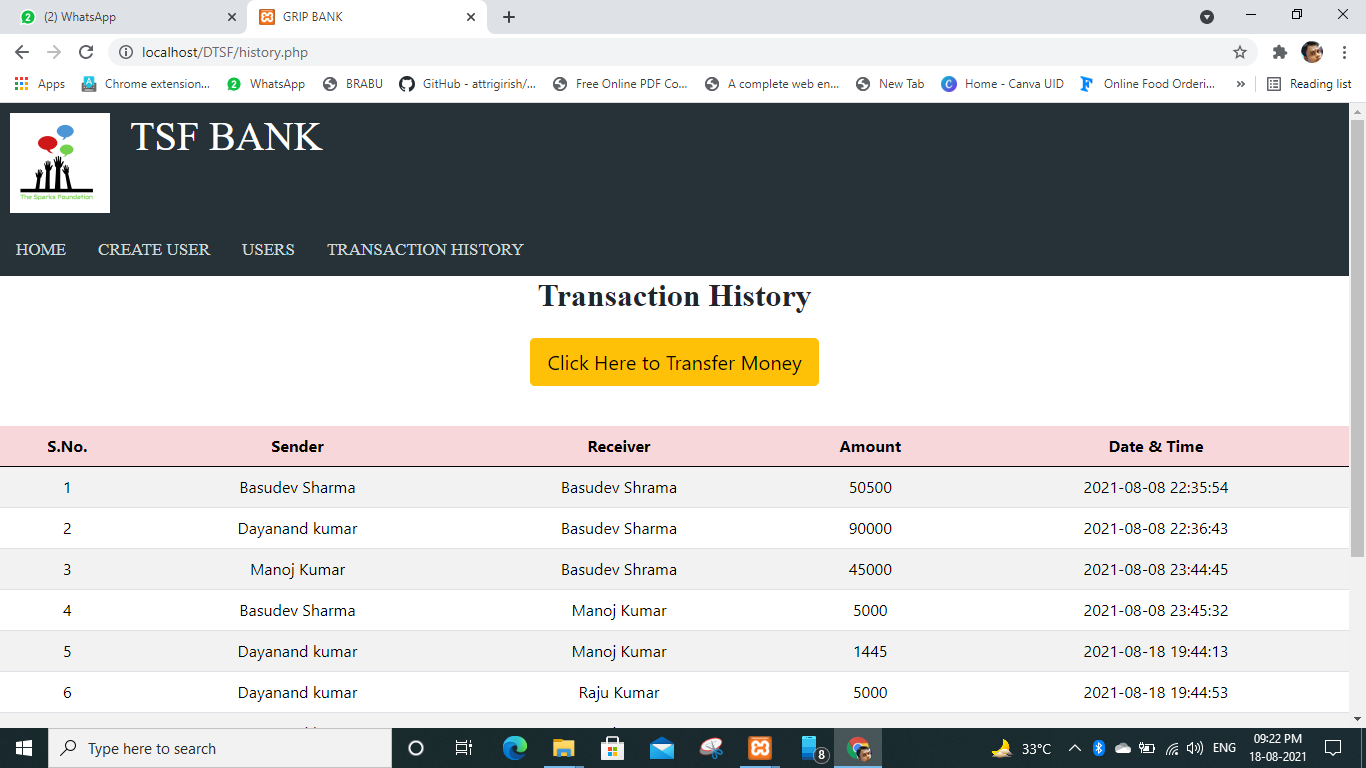 (2) WhatsApp
GRIP BANK
localhost/DTSF/history.php
Apps Chrome extension... WhatsApp BRABU GitHub - attrigirish/... Free Online PDF Co... A complete web en... New Tab Home - Canva UID Online Food Orderi... » Reading list
TSF BANK
The Sparks Foundation
HOME CREATE USER USERS TRANSACTION HISTORY
Transaction History
Click Here to Transfer Money
S.No. Sender Receiver Amount Date & Time
1 Basudev Sharma Basudev Shrama 50500 2021-08-08 22:35:54
2 Dayanand kumar Basudev Sharma 90000 2021-08-08 22:36:43
3 Manoj Kumar Basudev Shrama 45000 2021-08-08 23:44:45
4 Basudev Sharma Manoj Kumar 5000 2021-08-08 23:45:32
5 Dayanand kumar Manoj Kumar 1445 2021-08-18 19:44:13
6 Dayanand kumar Raju Kumar 5000 2021-08-18 19:44:53
Type here to search
8
33°C
ENG
09:22 PM
18-08-2021